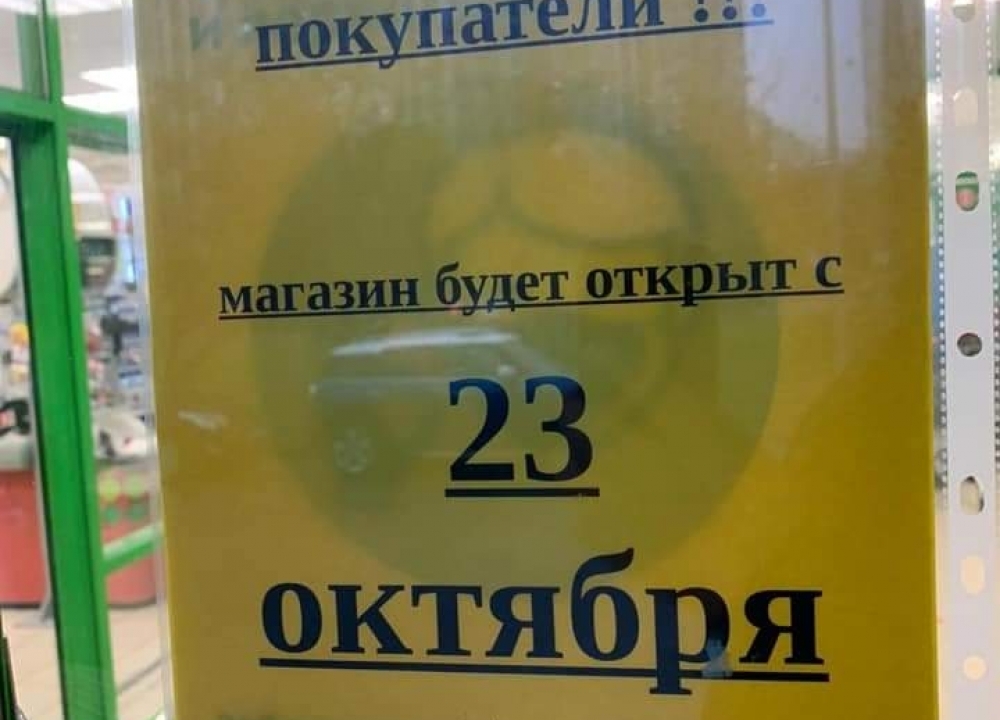 покупатели !!!
магазин будет открыт с
23
октября